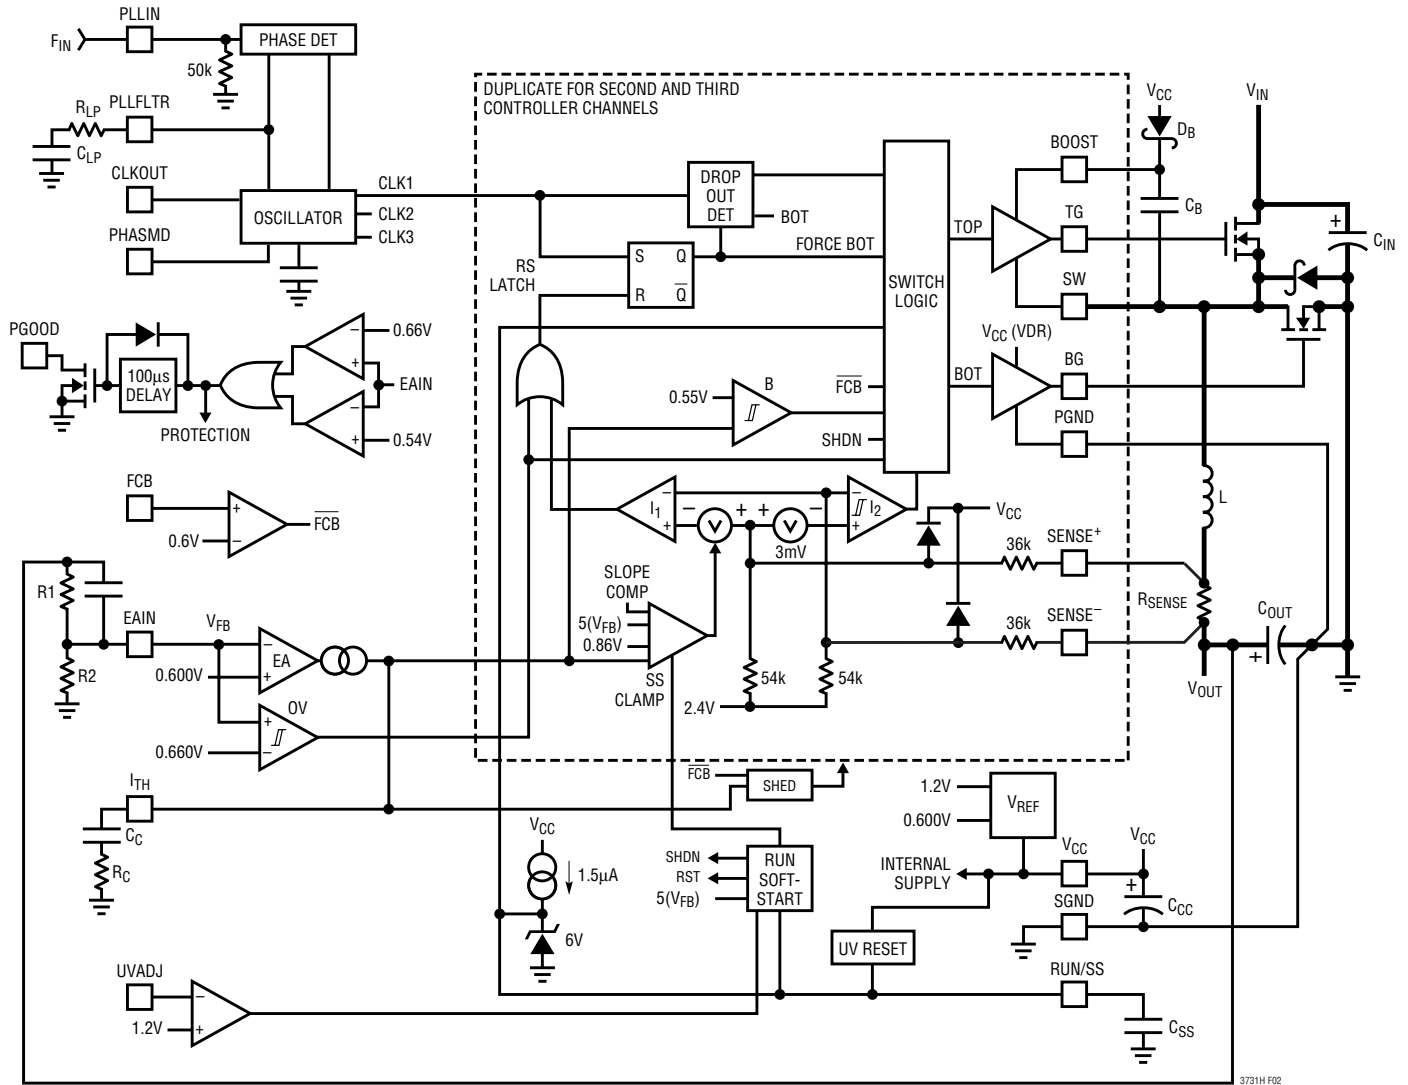 PLLIN
F_IN
PHASE DET
50k
R_LP
PLLFLTR
C_LP
CLKOUT
PHASMD
OSCILLATOR
CLK1
CLK2
CLK3
DUPLICATE FOR SECOND AND THIRD
CONTROLLER CHANNELS
DROP
OUT
DET
BOT
FORCE BOT
RS
LATCH
S Q
R Q̅
SWITCH
LOGIC
TOP
BOT
V_CC
D_B
V_IN
BOOST
C_B
TG
SW
+
C_IN
V_CC (VDR)
BG
PGND
PGOOD
100µs
DELAY
PROTECTION
−
0.66V
+
EAIN
−
+
0.54V
B
0.55V
F̅C̅B̅
SHDN
FCB
+
0.6V
−
F̅C̅B̅
I_1
−
+
−
+
+
−
3mV
−
+
I_2
V_CC
36k
SENSE+
36k
SENSE−
L
R_SENSE
C_OUT
+
V_OUT
SLOPE
COMP
5(V_FB)
0.86V
SS
CLAMP
54k
54k
2.4V
R1
EAIN
V_FB
R2
−
EA
0.600V
+
OV
+
0.660V
−
I_TH
C_C
R_C
F̅C̅B̅
SHED
V_CC
1.5µA
6V
SHDN
RST
5(V_FB)
RUN
SOFT-
START
1.2V
0.600V
V_REF
INTERNAL
SUPPLY
V_CC
V_CC
+
C_CC
SGND
UV RESET
RUN/SS
C_SS
UVADJ
−
1.2V
+
3731H F02